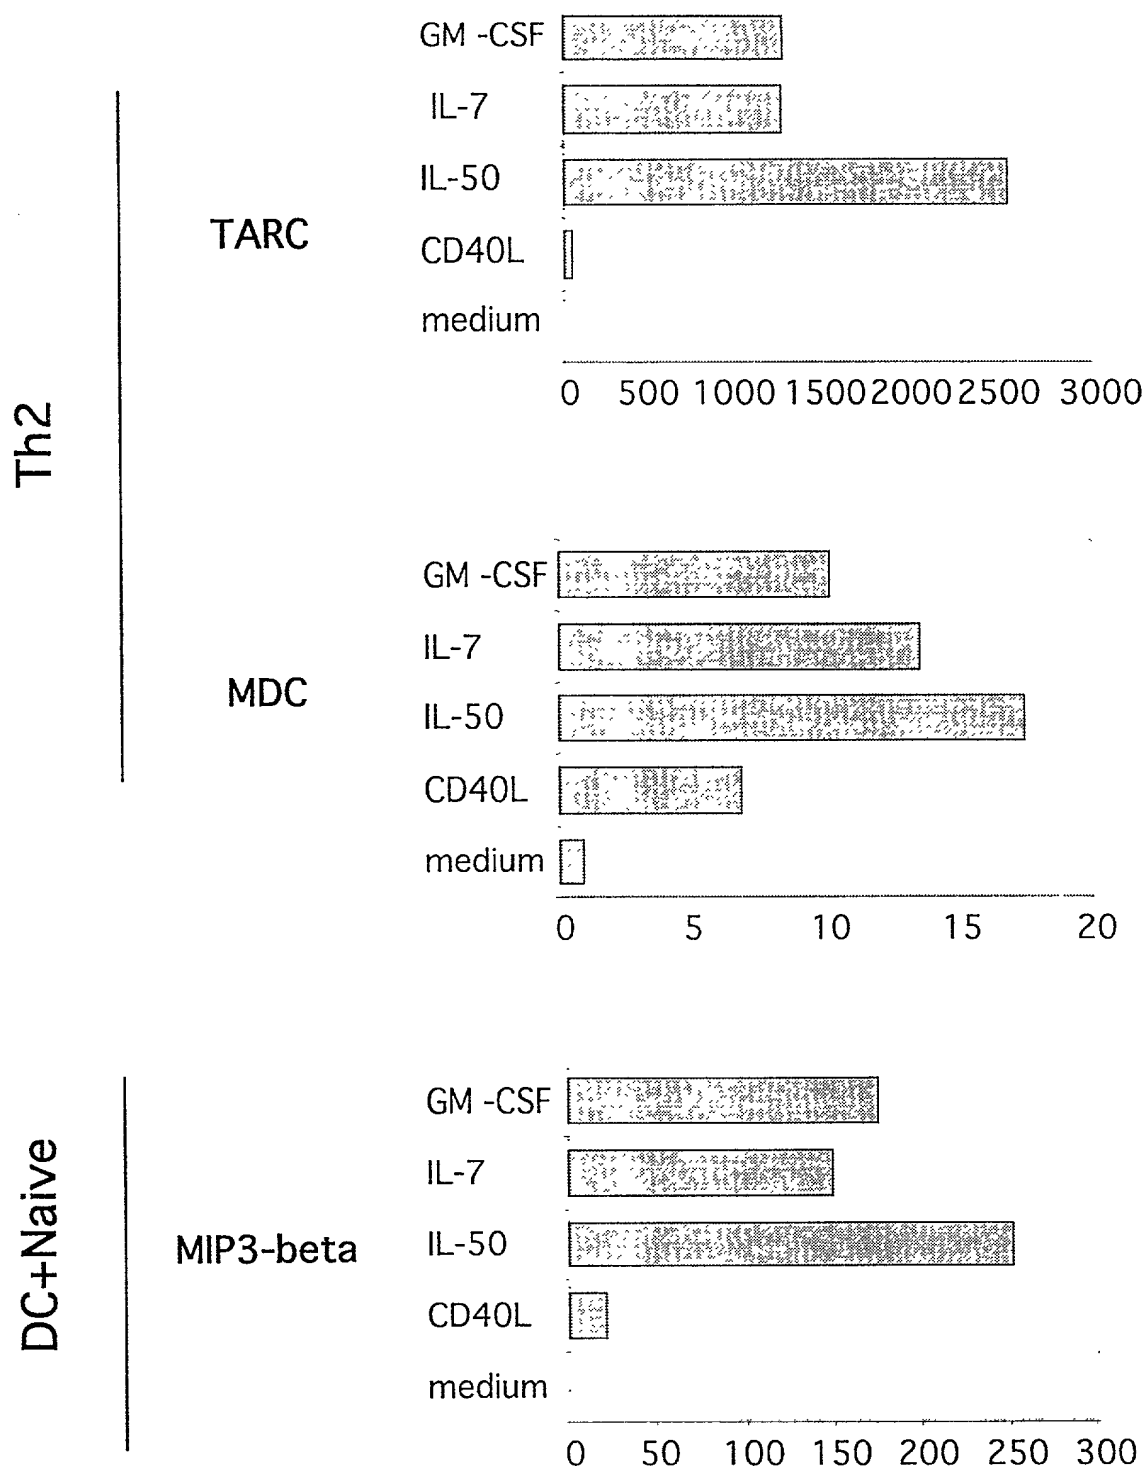 Th2
TARC
GM -CSF
IL-7
IL-50
CD40L
medium
0 500 1000 1500 2000 2500 3000
MDC
GM -CSF
IL-7
IL-50
CD40L
medium
0 5 10 15 20
DC+Naive
MIP3-beta
GM -CSF
IL-7
IL-50
CD40L
medium
0 50 100 150 200 250 300